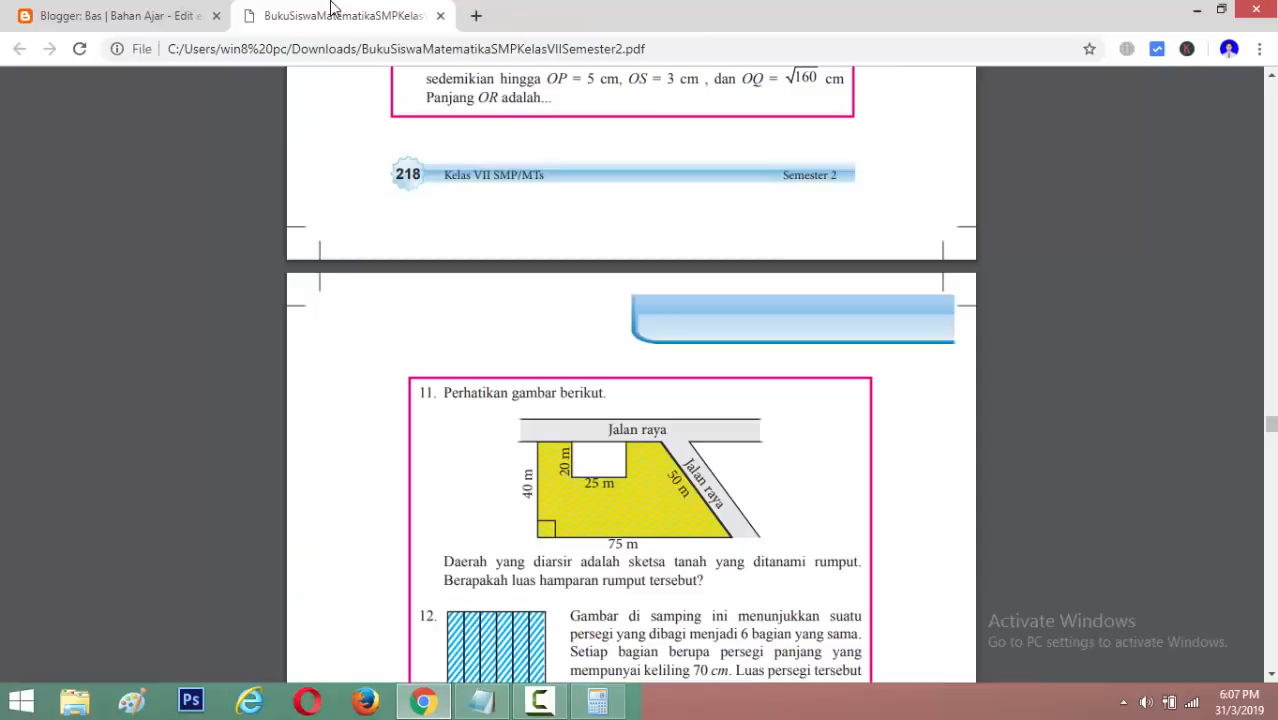 Blogger: Bas | Bahan Ajar - Edit e
BukuSiswaMatematikaSMPKelas
File | C:/Users/win8%20pc/Downloads/BukuSiswaMatematikaSMPKelasVIISemester2.pdf
sedemikian hingga OP = 5 cm, OS = 3 cm , dan OQ = √160 cm
Panjang OR adalah...
218 Kelas VII SMP/MTs Semester 2
11. Perhatikan gambar berikut.
Jalan raya
40 m
20 m
25 m
50 m
Jalan raya
75 m
Daerah yang diarsir adalah sketsa tanah yang ditanami rumput.
Berapakah luas hamparan rumput tersebut?
12. Gambar di samping ini menunjukkan suatu
persegi yang dibagi menjadi 6 bagian yang sama.
Setiap bagian berupa persegi panjang yang
mempunyai keliling 70 cm. Luas persegi tersebut
Activate Windows
Go to PC settings to activate Windows.
Ps
6:07 PM
31/3/2019